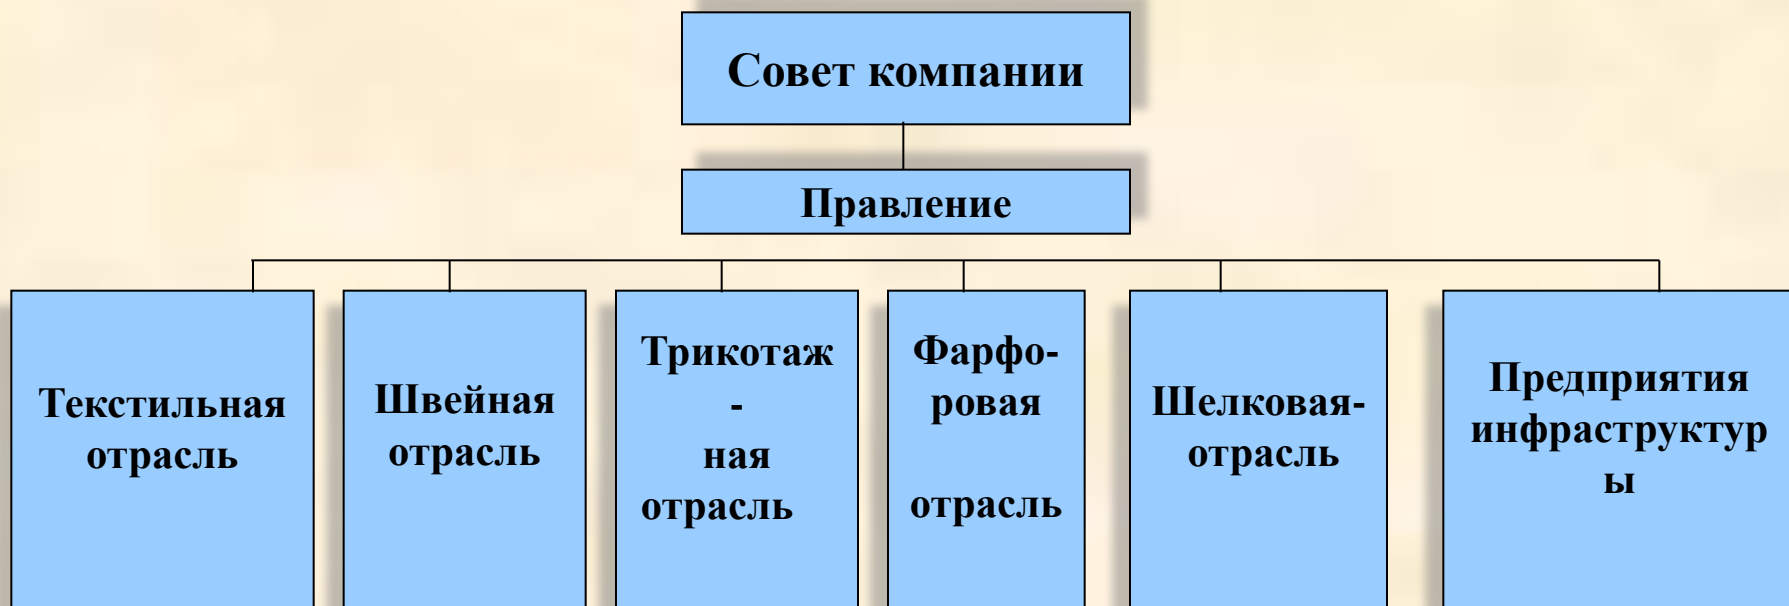 Совет компании
Правление
Текстильная
отрасль
Швейная
отрасль
Трикотаж
-
ная
отрасль
Фарфо-
ровая
отрасль
Шелковая-
отрасль
Предприятия
инфраструктур
ы